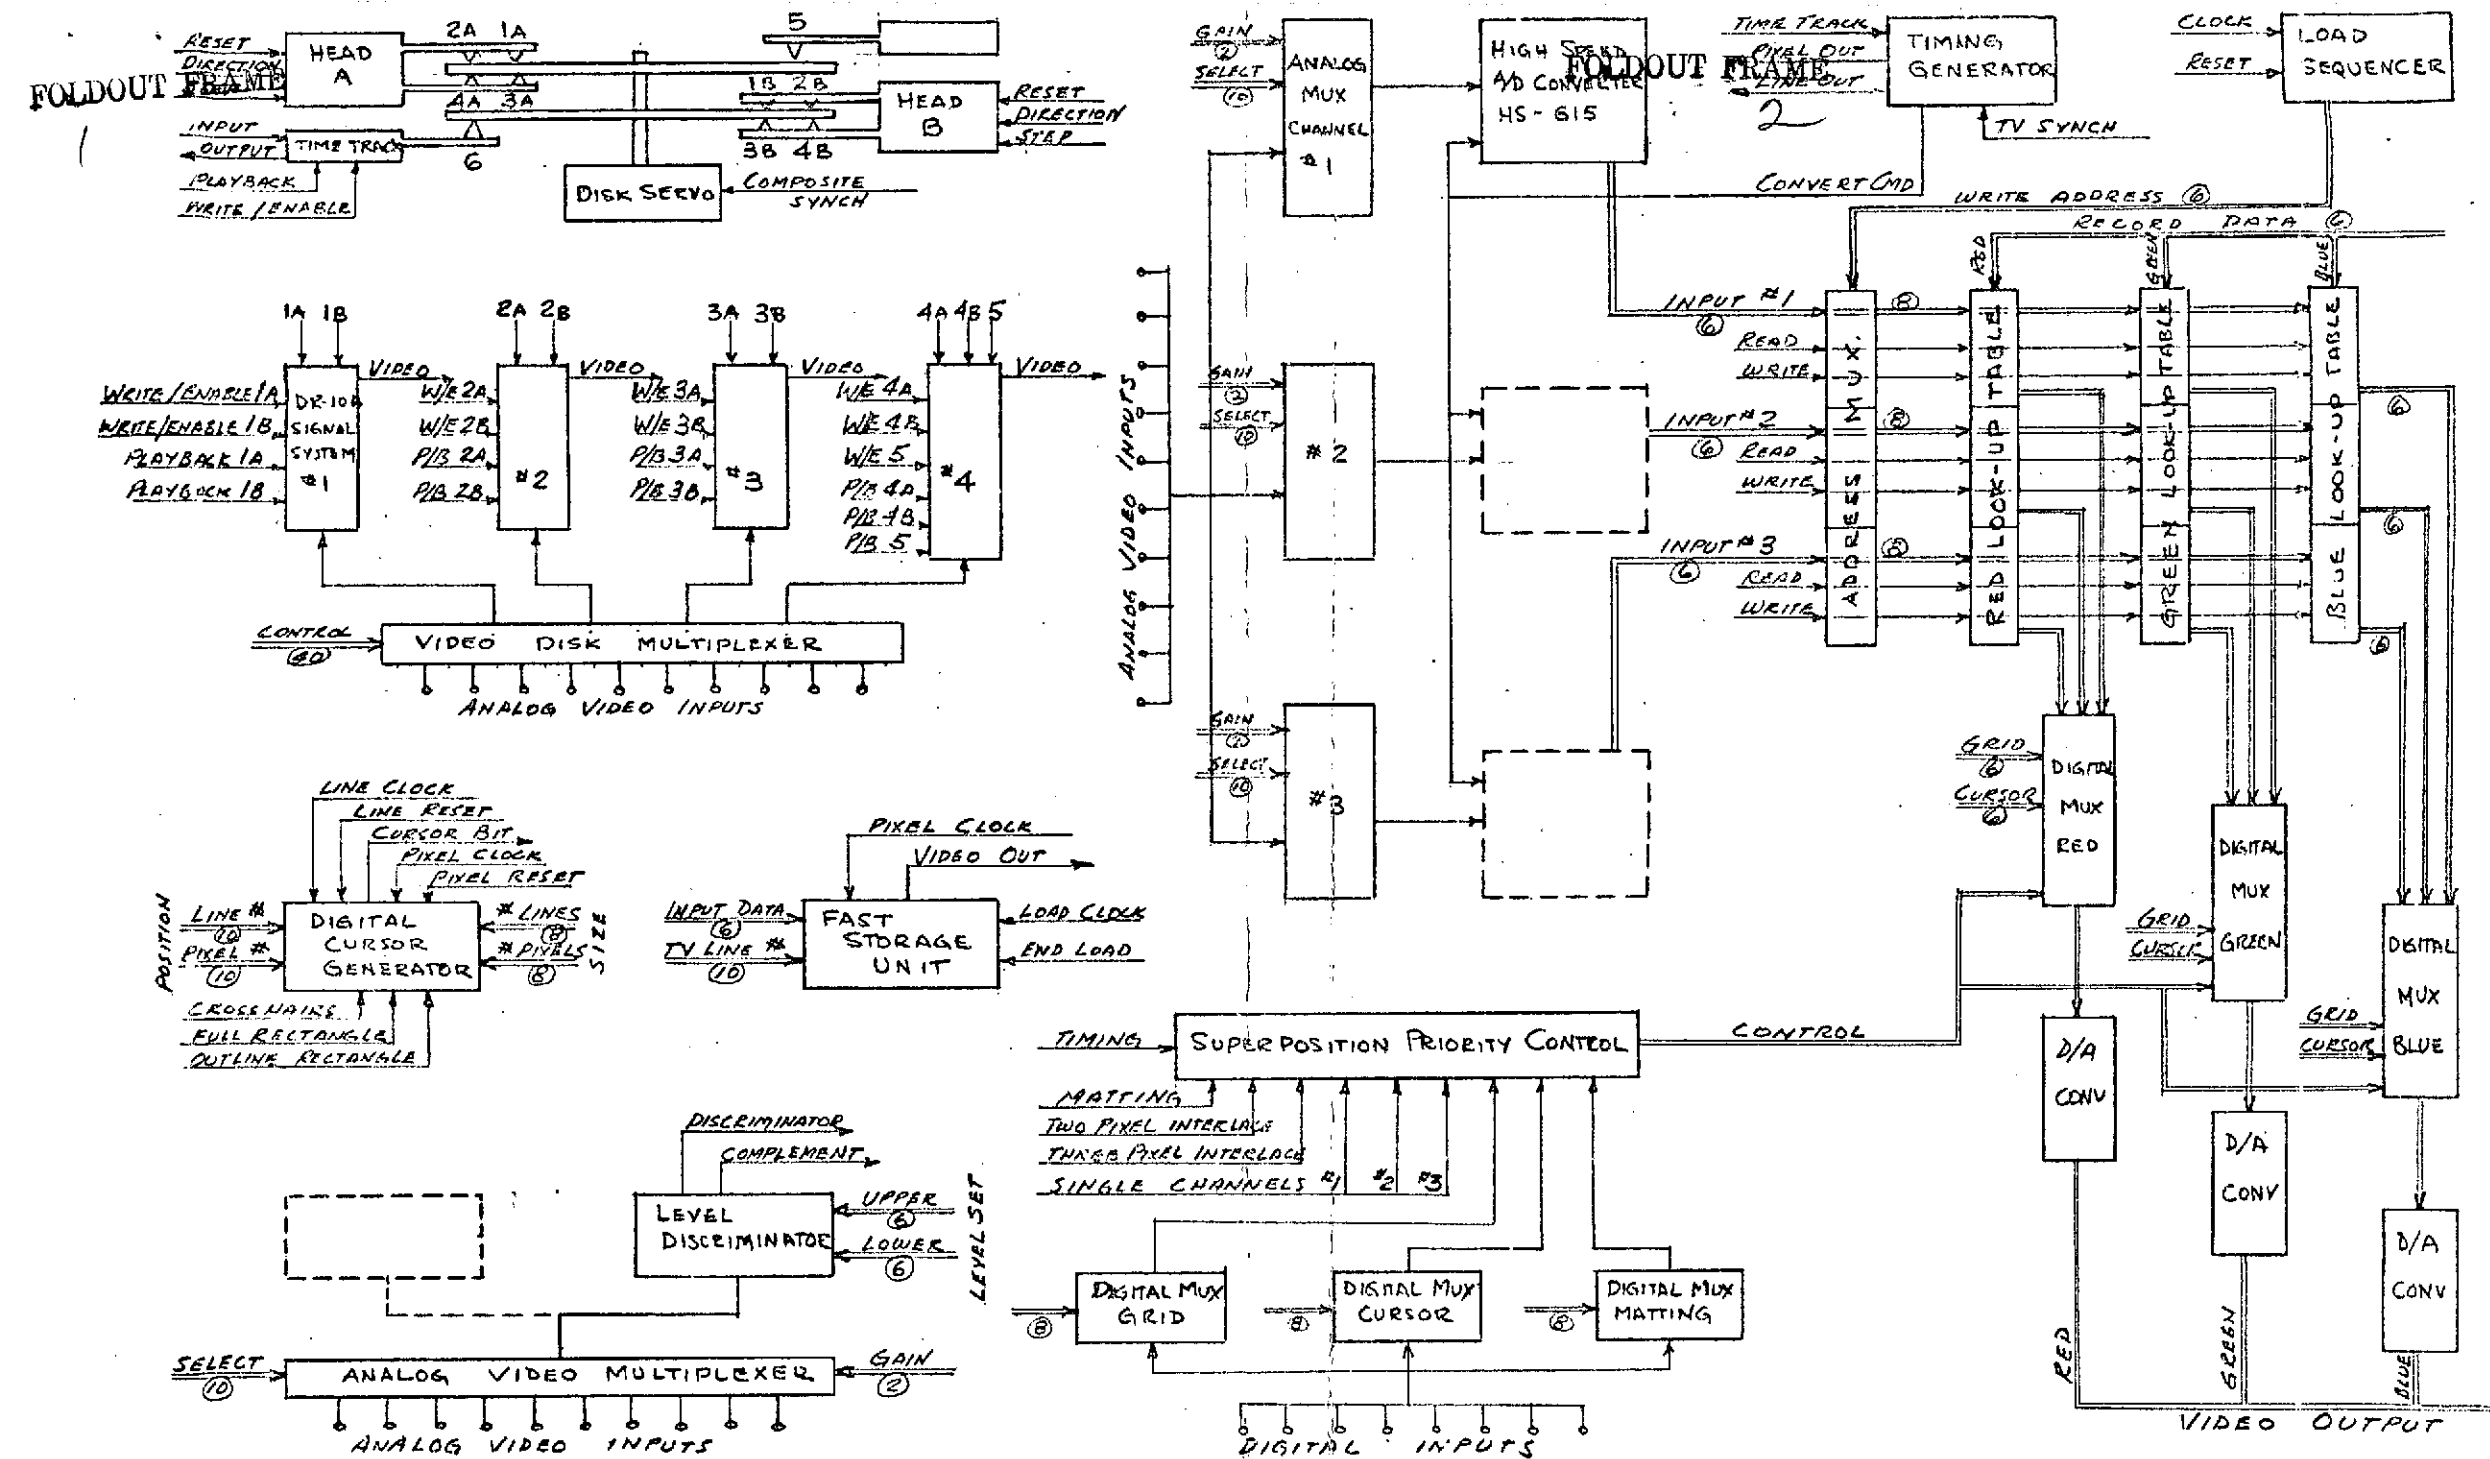 FOLDOUT FRAME
1
RESET
DIRECTION
HEAD A
2A 1A
4A 3A
5
1B 2B
3B 4B
HEAD B
RESET
DIRECTION
STEP
INPUT
OUTPUT
TIME TRACK
6
PLAYBACK
WRITE/ENABLE
DISK SERVO
COMPOSITE SYNCH
1A 1B
VIDEO
WRITE/ENABLE 1A
WRITE/ENABLE 1B
PLAYBACK 1A
PLAYBACK 1B
SIGNAL SYSTEM #1
2A 2B
VIDEO
W/E 2A
W/E 2B
P/B 2A
P/B 2B
#2
3A 3B
VIDEO
W/E 3A
W/E 3B
P/B 3A
P/B 3B
#3
4A 4B 5
VIDEO
W/E 4A
W/E 4B
W/E 5
P/B 4A
P/B 4B
P/B 5
#4
CONTROL
40
VIDEO DISK MULTIPLEXER
ANALOG VIDEO INPUTS
LINE CLOCK
LINE RESET
CURSOR BIT
PIXEL CLOCK
PIXEL RESET
POSITION
LINE #
10
PIXEL #
10
DIGITAL CURSOR GENERATOR
# LINES
8
# PIXELS
8
SIZE
CROSSHAIRS
FULL RECTANGLE
OUTLINE RECTANGLE
PIXEL CLOCK
VIDEO OUT
INPUT DATA
6
TV LINE #
10
FAST STORAGE UNIT
LOAD CLOCK
END LOAD
DISCRIMINATOR
COMPLEMENT
LEVEL DISCRIMINATOR
UPPER
6
LOWER
6
LEVEL SET
SELECT
10
ANALOG VIDEO MULTIPLEXER
GAIN
2
ANALOG VIDEO INPUTS
ANALOG VIDEO INPUTS
GAIN
2
SELECT
10
ANALOG MUX CHANNEL #1
GAIN
2
SELECT
10
#2
GAIN
2
SELECT
10
#3
HIGH SPEED A/D CONVERTER HS-615
FOLDOUT FRAME
2
TIME TRACK
PIXEL OUT
LINE OUT
TIMING GENERATOR
TV SYNCH
CONVERT CMD
CLOCK
RESET
LOAD SEQUENCER
WRITE ADDRESS 6
RECORD DATA 6
RED
GREEN
BLUE
INPUT #1
6
READ
WRITE
INPUT #2
6
READ
WRITE
INPUT #3
6
READ
WRITE
ADDRESS MUX.
8
8
8
RED LOOK-UP TABLE
GREEN LOOK-UP TABLE
BLUE LOOK-UP TABLE
6
6
6
GRID
6
CURSOR
6
DIGITAL MUX RED
GRID
CURSOR
DIGITAL MUX GREEN
GRID
CURSOR
DIGITAL MUX BLUE
D/A CONV
D/A CONV
D/A CONV
RED
GREEN
BLUE
VIDEO OUTPUT
TIMING
SUPERPOSITION PRIORITY CONTROL
CONTROL
MATTING
TWO PIXEL INTERLACE
THREE PIXEL INTERLACE
SINGLE CHANNELS #1 #2 #3
8
DIGITAL MUX GRID
8
DIGITAL MUX CURSOR
8
DIGITAL MUX MATTING
DIGITAL INPUTS